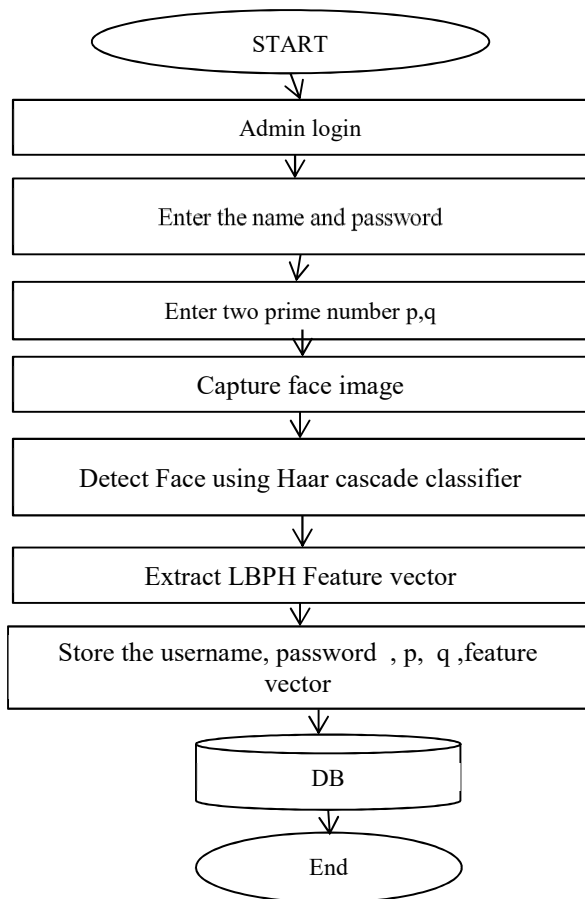 START
Admin login
Enter the name and password
Enter two prime number p,q
Capture face image
Detect Face using Haar cascade classifier
Extract LBPH Feature vector
Store the username, password , p, q ,feature
vector
DB
End